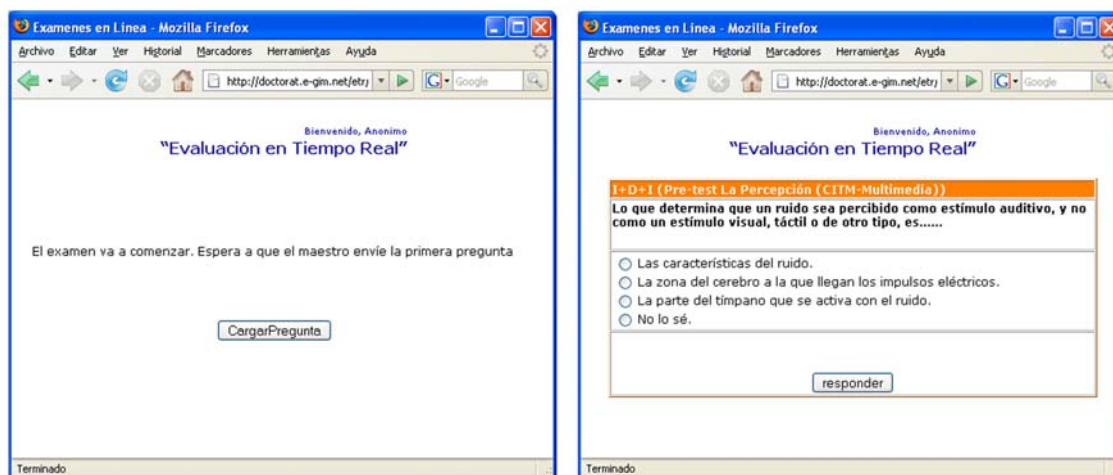 Examenes en Linea - Mozilla Firefox
Archivo Editar Ver Historial Marcadores Herramientas Ayuda
http://doctorat.e-gim.net/etr/ G Google
Bienvenido, Anonimo
"Evaluación en Tiempo Real"
El examen va a comenzar. Espera a que el maestro envíe la primera pregunta
CargarPregunta
Terminado
Examenes en Linea - Mozilla Firefox
Archivo Editar Ver Historial Marcadores Herramientas Ayuda
http://doctorat.e-gim.net/etr/ G Google
Bienvenido, Anonimo
"Evaluación en Tiempo Real"
I+D+I (Pre-test La Percepción (CITM-Multimedia))
Lo que determina que un ruido sea percibido como estímulo auditivo, y no
como un estímulo visual, táctil o de otro tipo, es......
Las características del ruido.
La zona del cerebro a la que llegan los impulsos eléctricos.
La parte del tímpano que se activa con el ruido.
No lo sé.
responder
Terminado